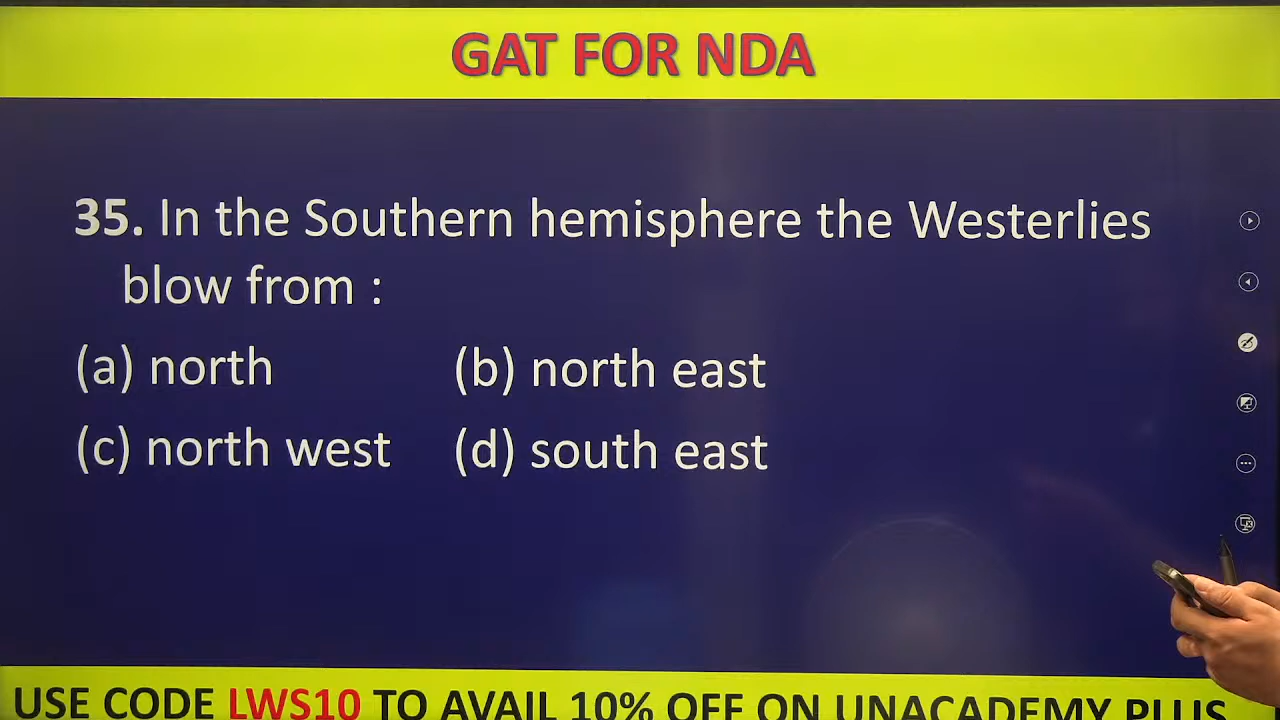 GAT FOR NDA
35. In the Southern hemisphere the Westerlies
blow from :
(a) north (b) north east
(c) north west (d) south east
USE CODE LWS10 TO AVAIL 10% OFF ON UNACADEMY PLUS